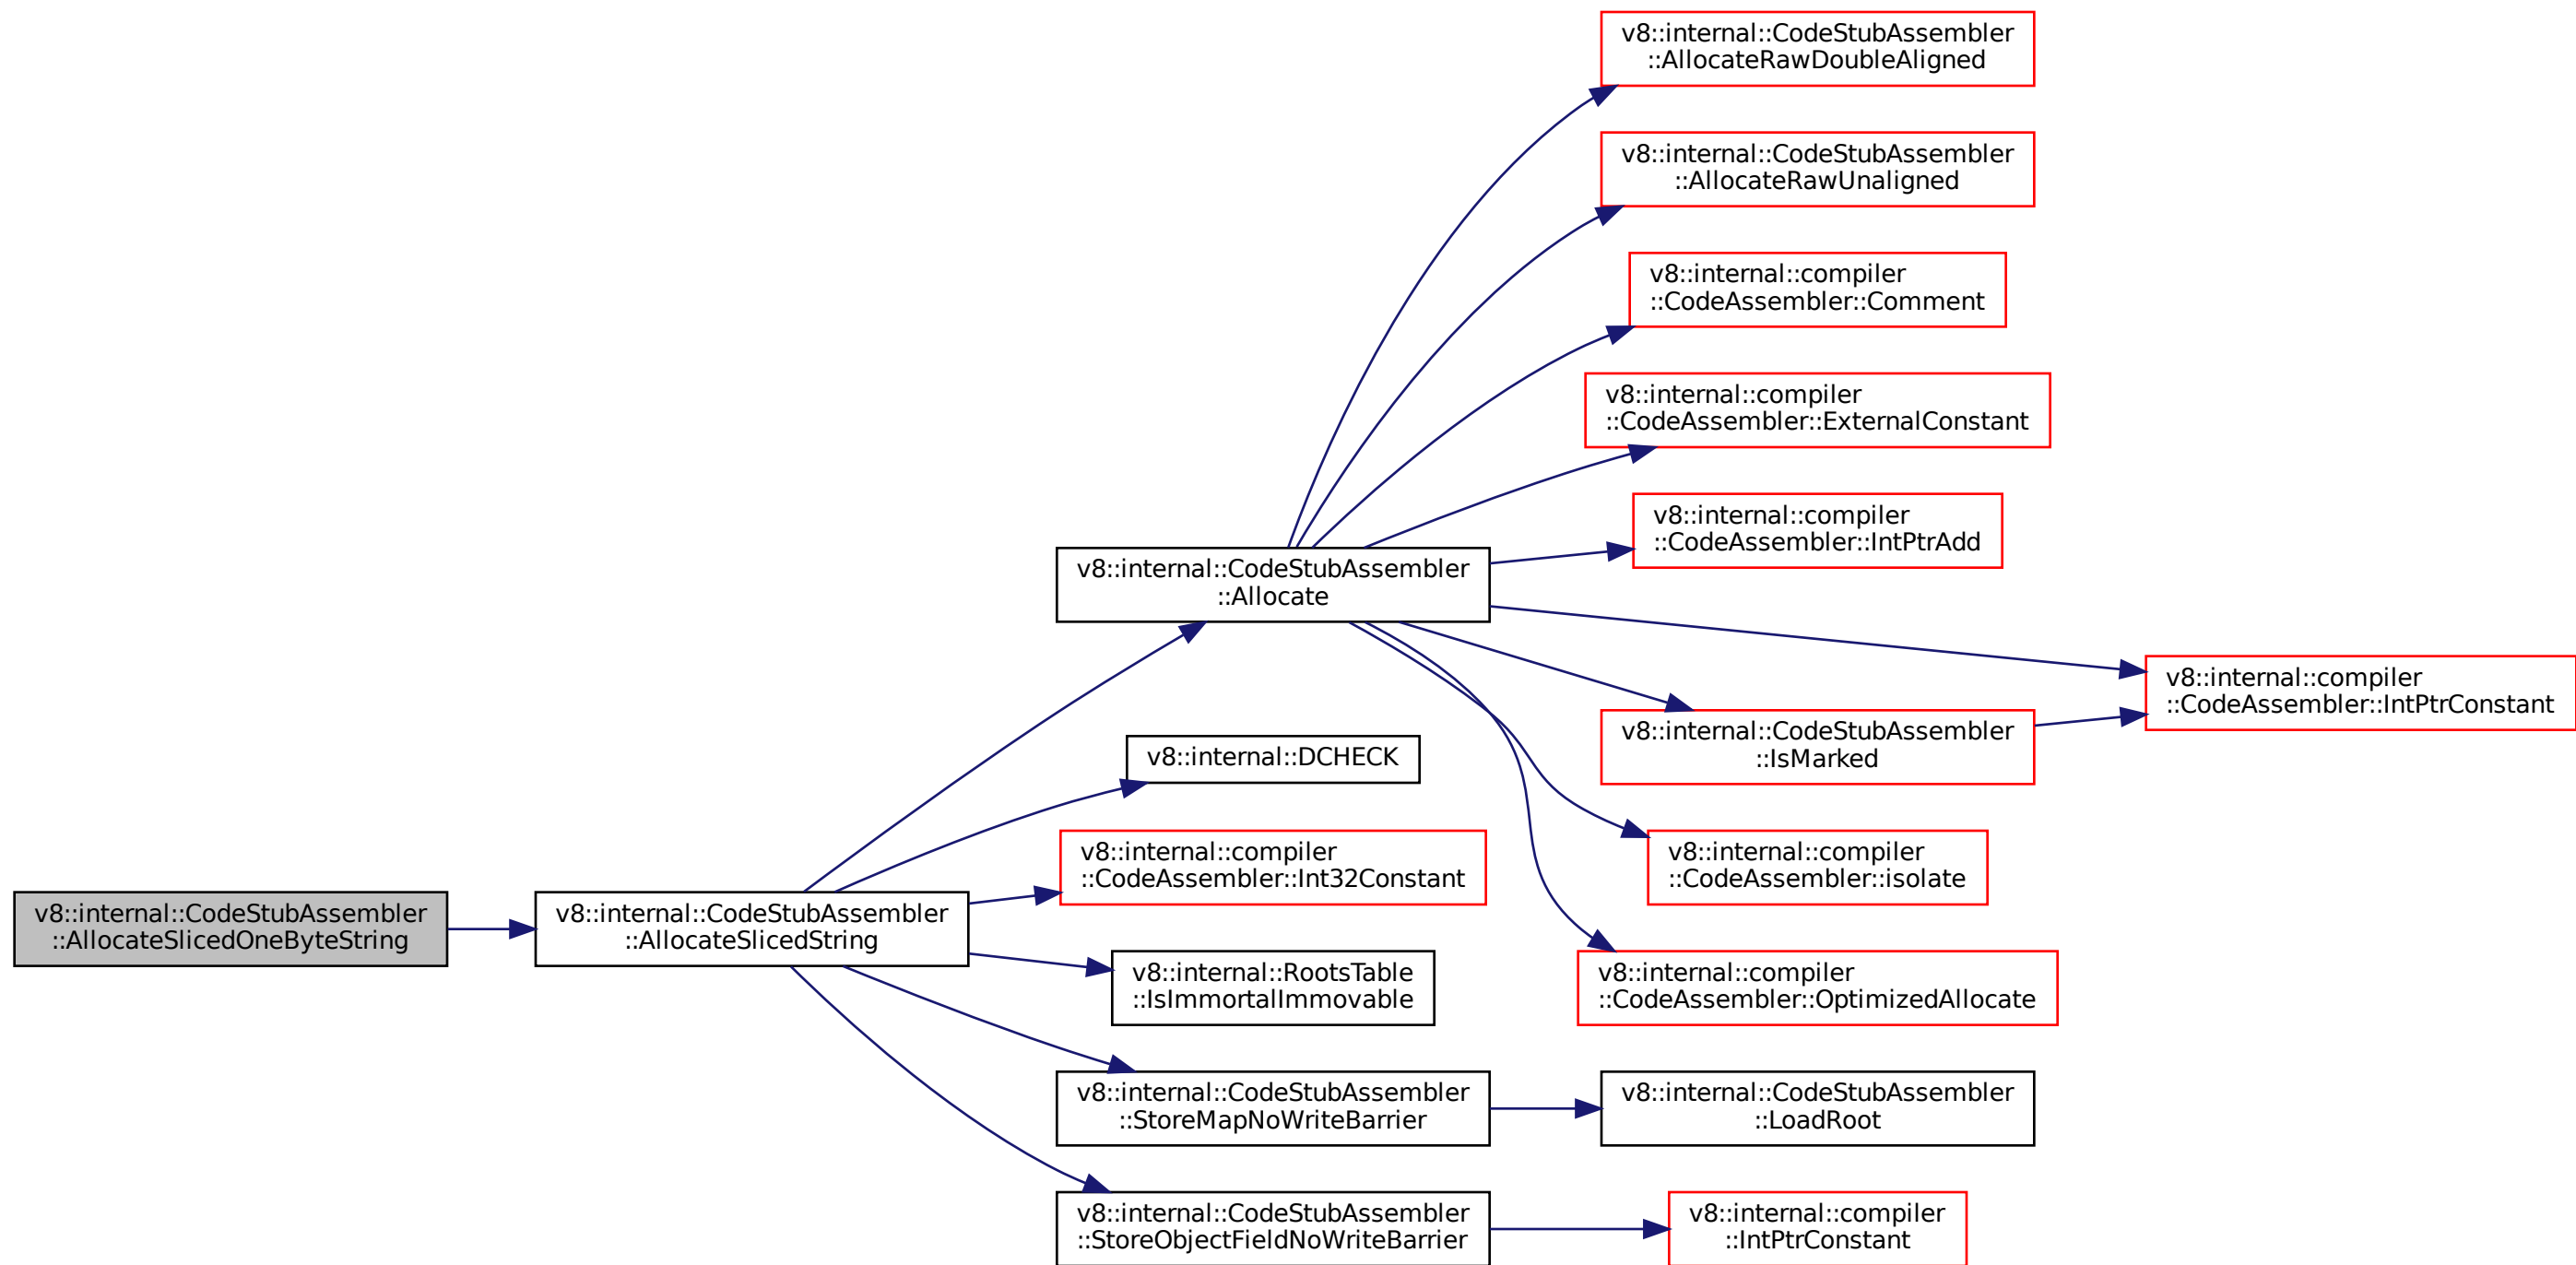 v8::internal::CodeStubAssembler
::AllocateRawDoubleAligned
v8::internal::CodeStubAssembler
::AllocateRawUnaligned
v8::internal::compiler
::CodeAssembler::Comment
v8::internal::compiler
::CodeAssembler::ExternalConstant
v8::internal::compiler
::CodeAssembler::IntPtrAdd
v8::internal::CodeStubAssembler
::Allocate
v8::internal::compiler
::CodeAssembler::IntPtrConstant
v8::internal::CodeStubAssembler
::IsMarked
v8::internal::DCHECK
v8::internal::compiler
::CodeAssembler::Int32Constant
v8::internal::compiler
::CodeAssembler::isolate
v8::internal::CodeStubAssembler
::AllocateSlicedOneByteString
v8::internal::CodeStubAssembler
::AllocateSlicedString
v8::internal::RootsTable
::IsImmortalImmovable
v8::internal::compiler
::CodeAssembler::OptimizedAllocate
v8::internal::CodeStubAssembler
::StoreMapNoWriteBarrier
v8::internal::CodeStubAssembler
::LoadRoot
v8::internal::CodeStubAssembler
::StoreObjectFieldNoWriteBarrier
v8::internal::compiler
::IntPtrConstant